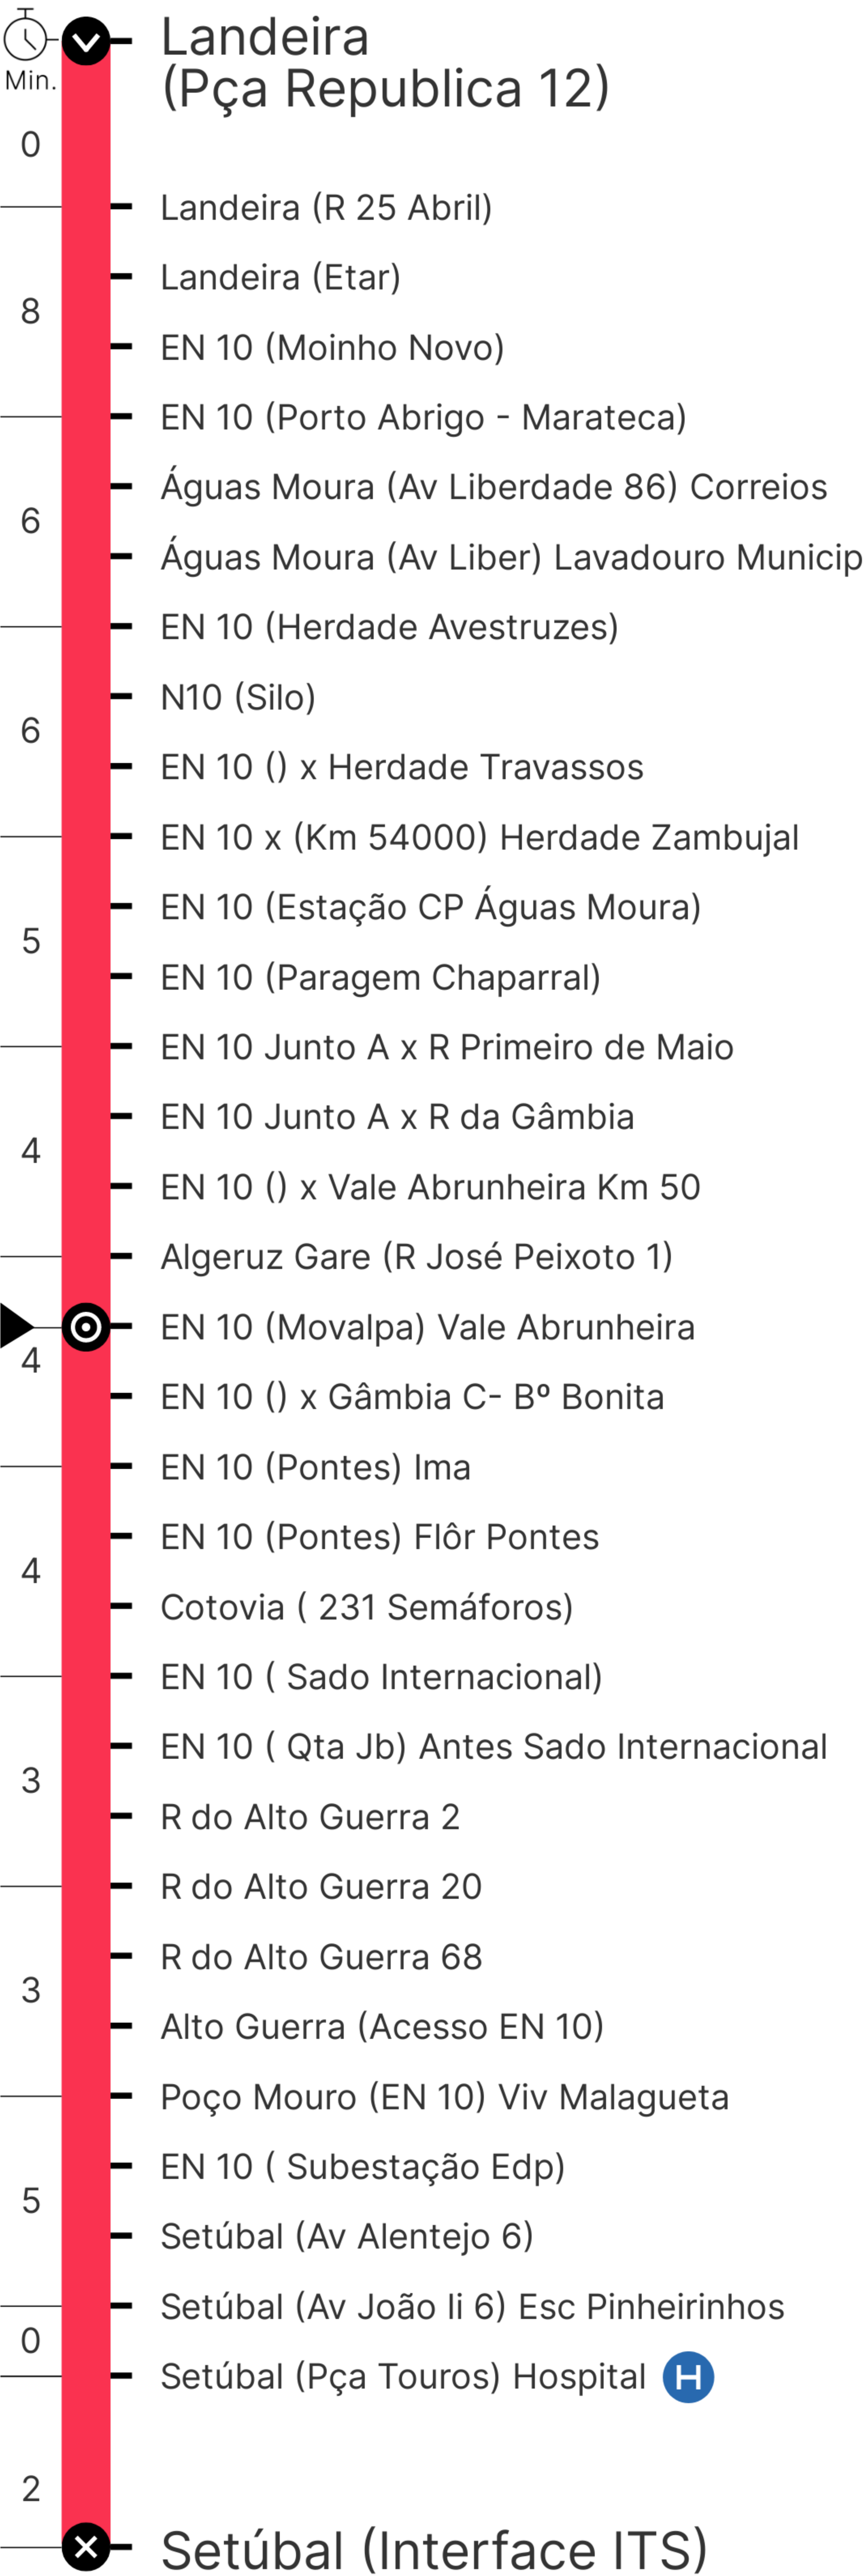 Landeira
(Pça Republica 12)
Min.
0
Landeira (R 25 Abril)
Landeira (Etar)
8
EN 10 (Moinho Novo)
EN 10 (Porto Abrigo - Marateca)
Águas Moura (Av Liberdade 86) Correios
6
Águas Moura (Av Liber) Lavadouro Municip
EN 10 (Herdade Avestruzes)
N10 (Silo)
6
EN 10 () x Herdade Travassos
EN 10 x (Km 54000) Herdade Zambujal
EN 10 (Estação CP Águas Moura)
5
EN 10 (Paragem Chaparral)
EN 10 Junto A x R Primeiro de Maio
EN 10 Junto A x R da Gâmbia
4
EN 10 () x Vale Abrunheira Km 50
Algeruz Gare (R José Peixoto 1)
EN 10 (Movalpa) Vale Abrunheira
4
EN 10 () x Gâmbia C- Bº Bonita
EN 10 (Pontes) Ima
EN 10 (Pontes) Flôr Pontes
4
Cotovia ( 231 Semáforos)
EN 10 ( Sado Internacional)
EN 10 ( Qta Jb) Antes Sado Internacional
3
R do Alto Guerra 2
R do Alto Guerra 20
R do Alto Guerra 68
3
Alto Guerra (Acesso EN 10)
Poço Mouro (EN 10) Viv Malagueta
EN 10 ( Subestação Edp)
5
Setúbal (Av Alentejo 6)
Setúbal (Av João Ii 6) Esc Pinheirinhos
0
Setúbal (Pça Touros) Hospital H
2
Setúbal (Interface ITS)